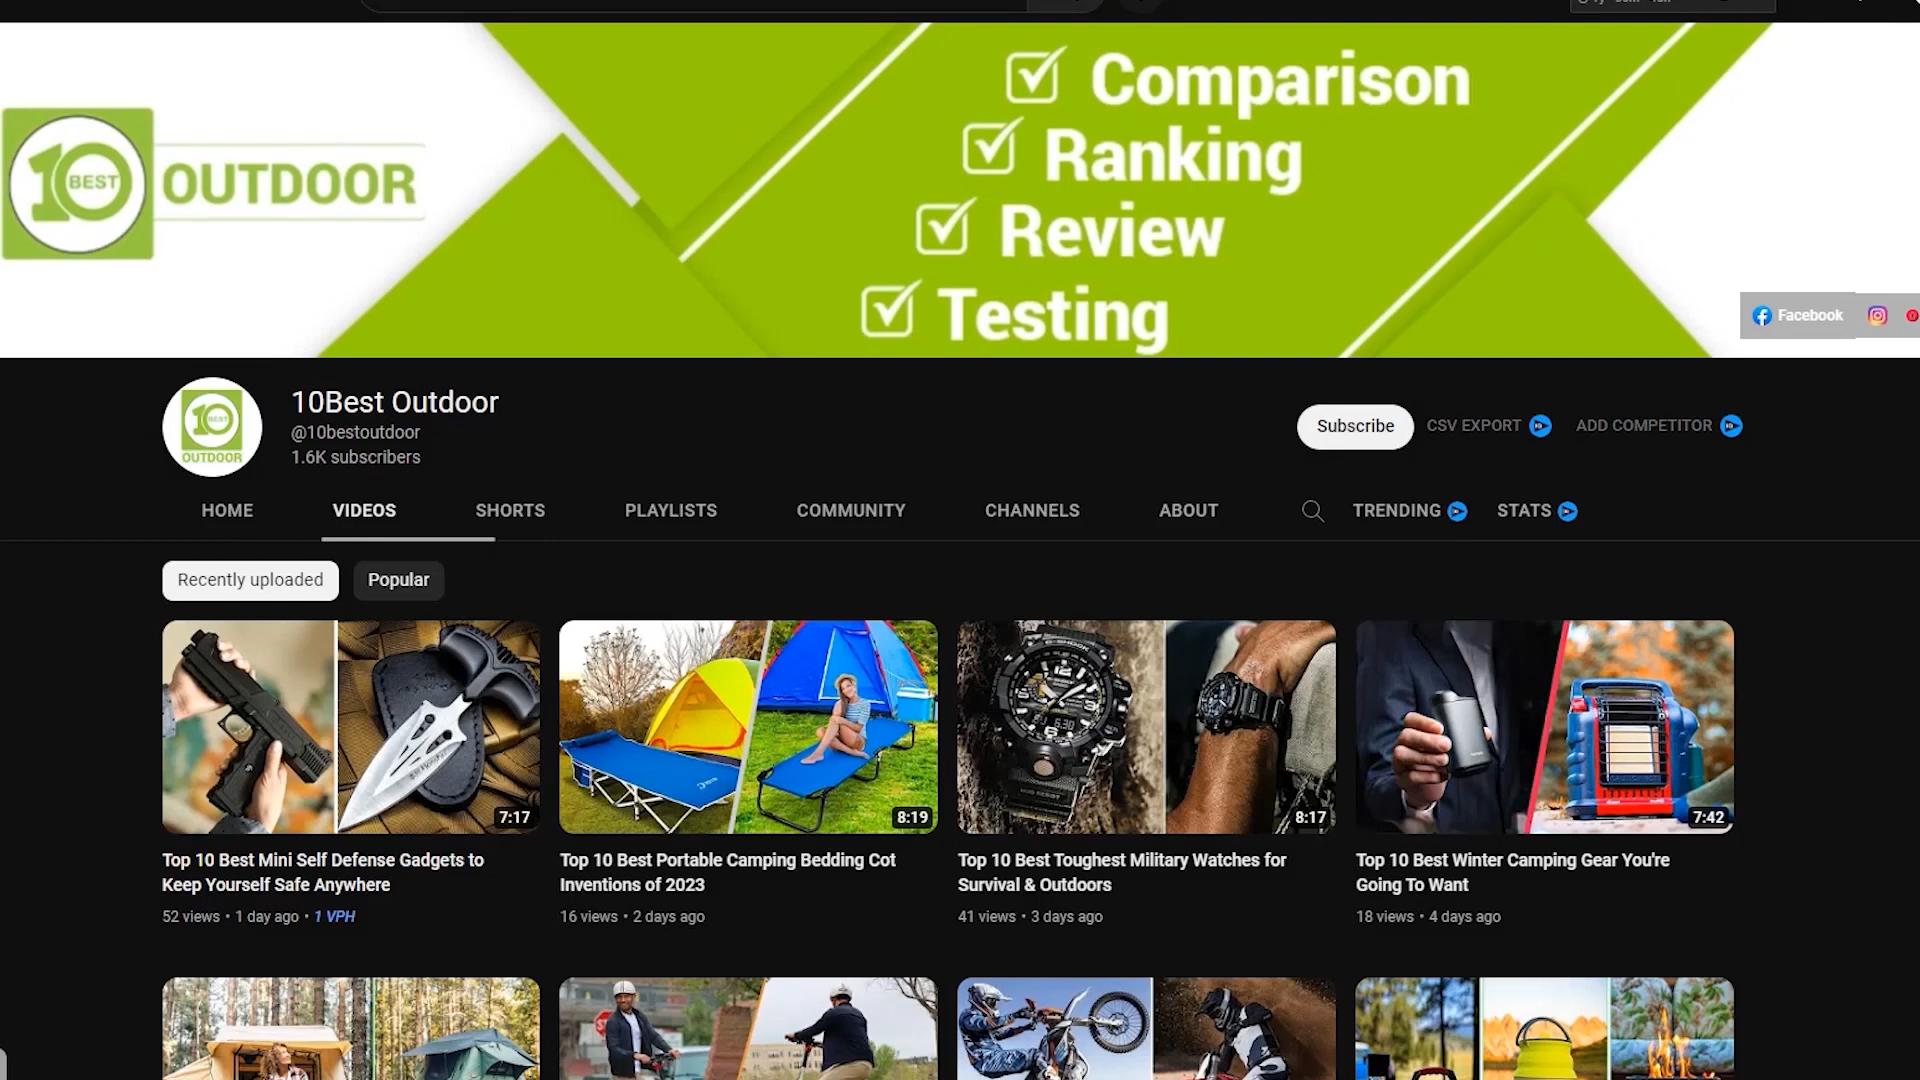 Comparison
Ranking
Review
Testing
10 BEST OUTDOOR
Facebook
10 BEST
OUTDOOR
10Best Outdoor
@10bestoutdoor
1.6K subscribers
Subscribe
CSV EXPORT
ADD COMPETITOR
HOME VIDEOS SHORTS PLAYLISTS COMMUNITY CHANNELS ABOUT TRENDING STATS
Recently uploaded Popular
7:17
8:19
G-SHOCK
8:17
7:42
Top 10 Best Mini Self Defense Gadgets to
Keep Yourself Safe Anywhere
52 views • 1 day ago • 1 VPH
Top 10 Best Portable Camping Bedding Cot
Inventions of 2023
16 views • 2 days ago
Top 10 Best Toughest Military Watches for
Survival & Outdoors
41 views • 3 days ago
Top 10 Best Winter Camping Gear You're
Going To Want
18 views • 4 days ago